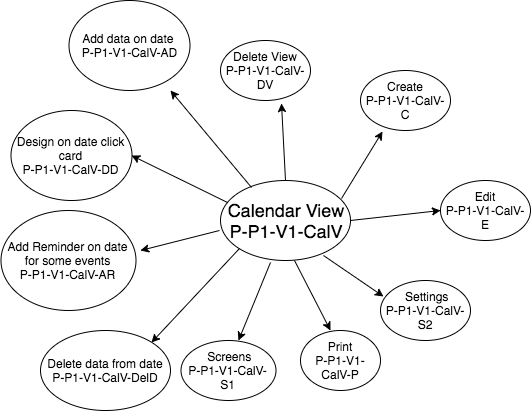 Add data on date
P-P1-V1-CalV-AD
Delete View
P-P1-V1-CalV-
DV
Create
P-P1-V1-CalV-
C
Design on date click
card
P-P1-V1-CalV-DD
Calendar View
P-P1-V1-CalV
Edit
P-P1-V1-CalV-
E
Add Reminder on date
for some events
P-P1-V1-CalV-AR
Settings
P-P1-V1-CalV-
S2
Delete data from date
P-P1-V1-CalV-DelD
Screens
P-P1-V1-CalV-
S1
Print
P-P1-V1-
CalV-P